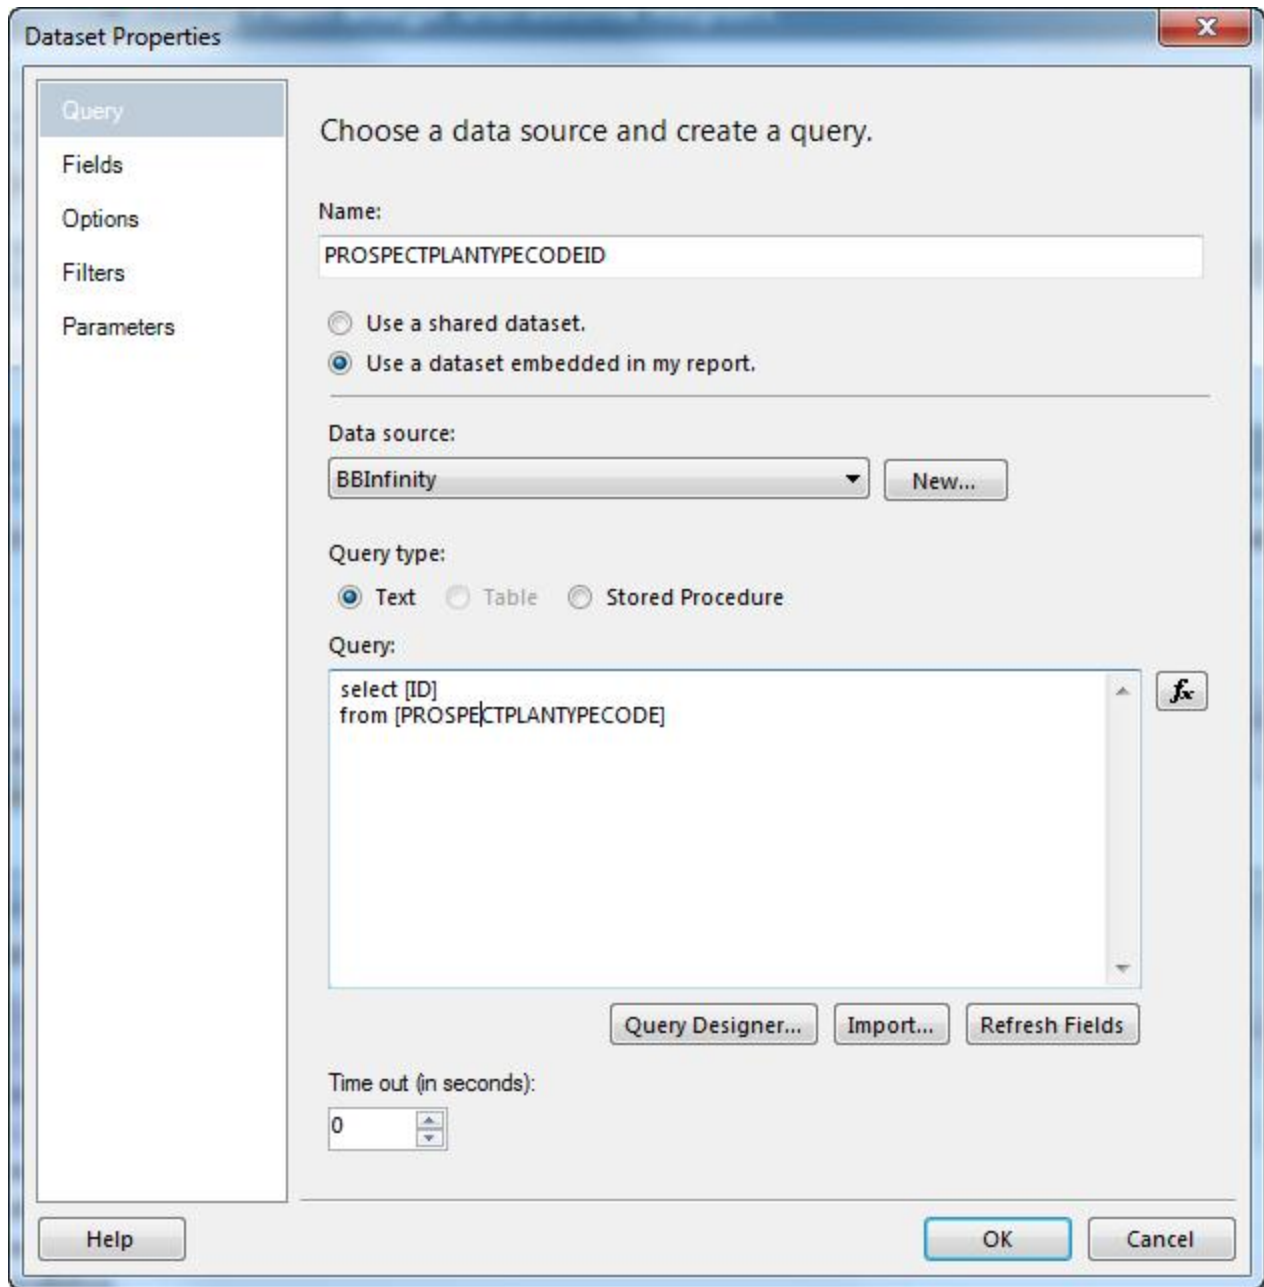 Dataset Properties
Query
Fields
Options
Filters
Parameters
Choose a data source and create a query.
Name:
PROSPECTPLANTYPECODEID
Use a shared dataset.
Use a dataset embedded in my report.
Data source:
BBInfinity
New...
Query type:
Text Table Stored Procedure
Query:
select [ID]
from [PROSPECTPLANTYPECODE]
fx
Query Designer... Import... Refresh Fields
Time out (in seconds):
0
Help OK Cancel